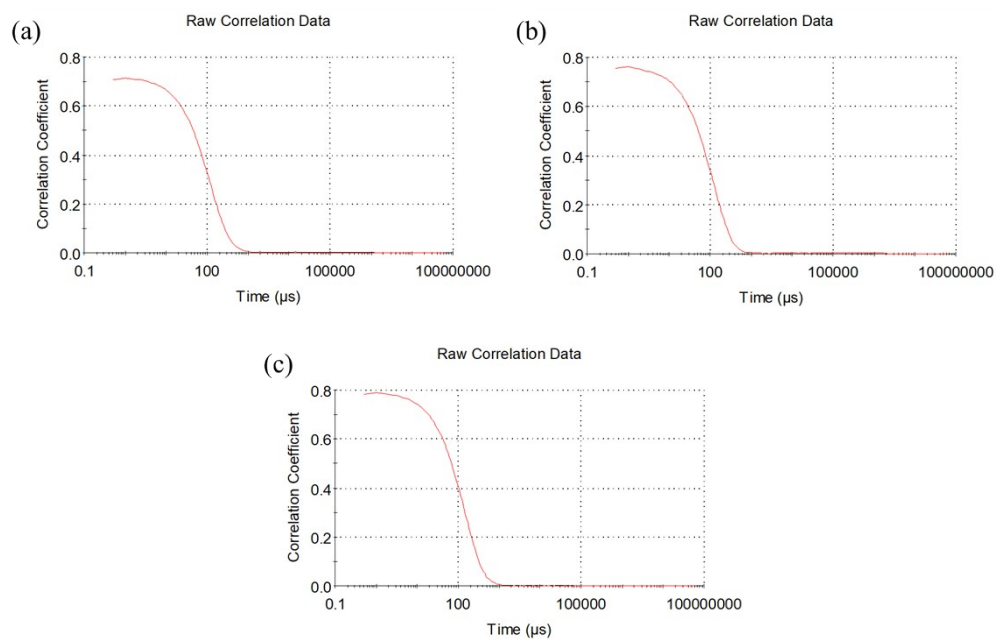 (a)
Raw Correlation Data
Correlation Coefficient
0.8
0.6
0.4
0.2
0.0
0.1 100 100000 100000000
Time (µs)
(b)
Raw Correlation Data
Correlation Coefficient
0.8
0.6
0.4
0.2
0.0
0.1 100 100000 100000000
Time (µs)
(c)
Raw Correlation Data
Correlation Coefficient
0.8
0.6
0.4
0.2
0.0
0.1 100 100000 100000000
Time (µs)